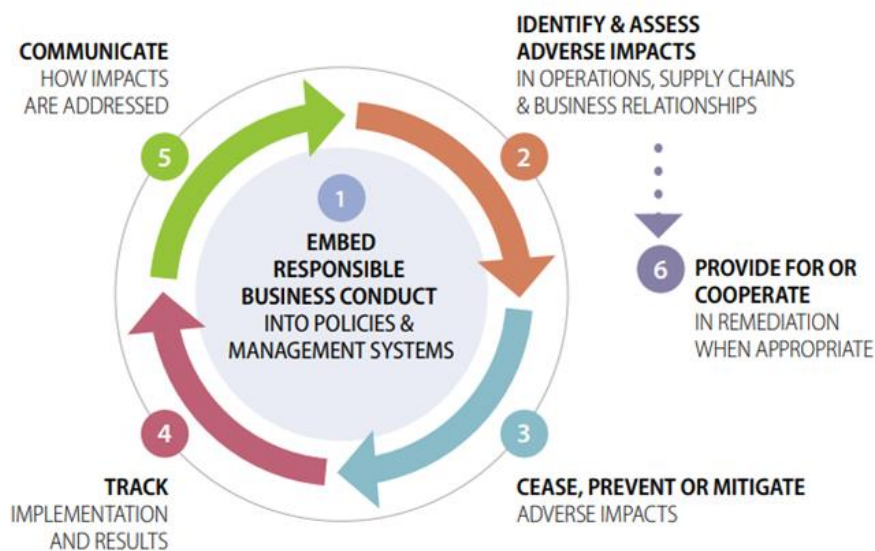 COMMUNICATE
HOW IMPACTS
ARE ADDRESSED
5
IDENTIFY & ASSESS
ADVERSE IMPACTS
IN OPERATIONS, SUPPLY CHAINS
& BUSINESS RELATIONSHIPS
2
1
EMBED
RESPONSIBLE
BUSINESS CONDUCT
INTO POLICIES &
MANAGEMENT SYSTEMS
6
PROVIDE FOR OR
COOPERATE
IN REMEDIATION
WHEN APPROPRIATE
4
TRACK
IMPLEMENTATION
AND RESULTS
3
CEASE, PREVENT OR MITIGATE
ADVERSE IMPACTS